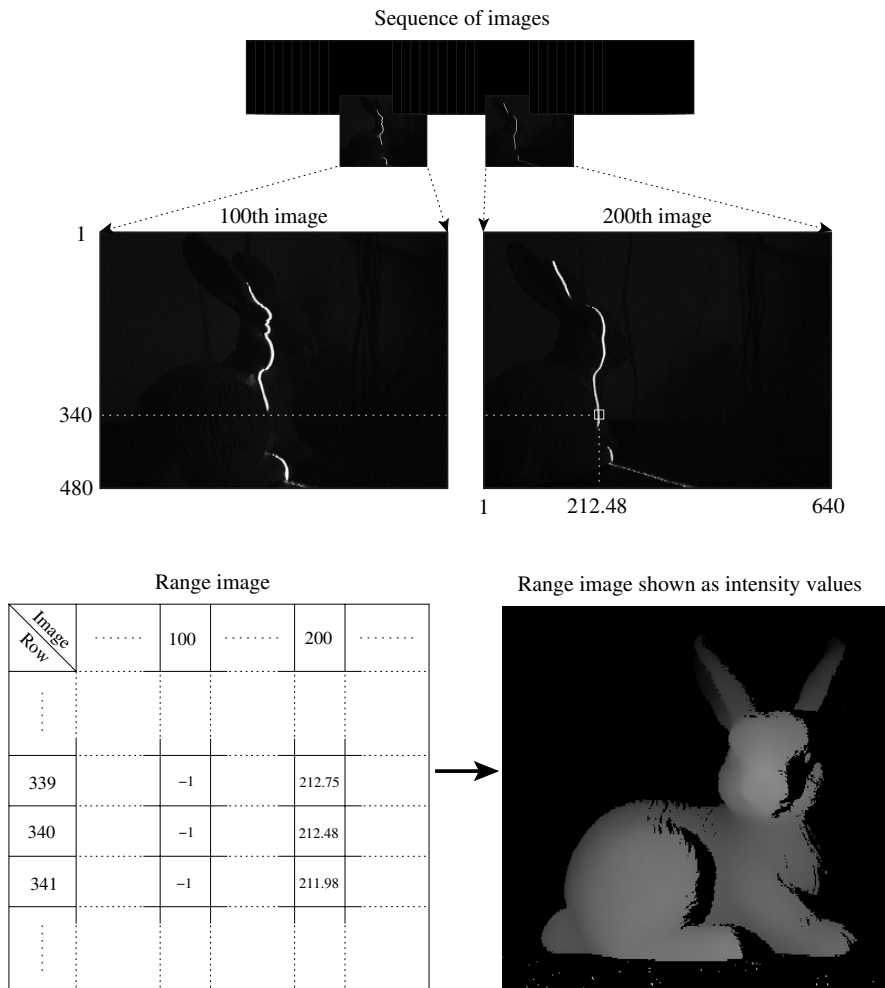 Sequence of images
100th image
200th image
1
340
480
1
212.48
640
Range image
Image
Row
100
200
339
−1
212.75
340
−1
212.48
341
−1
211.98
Range image shown as intensity values